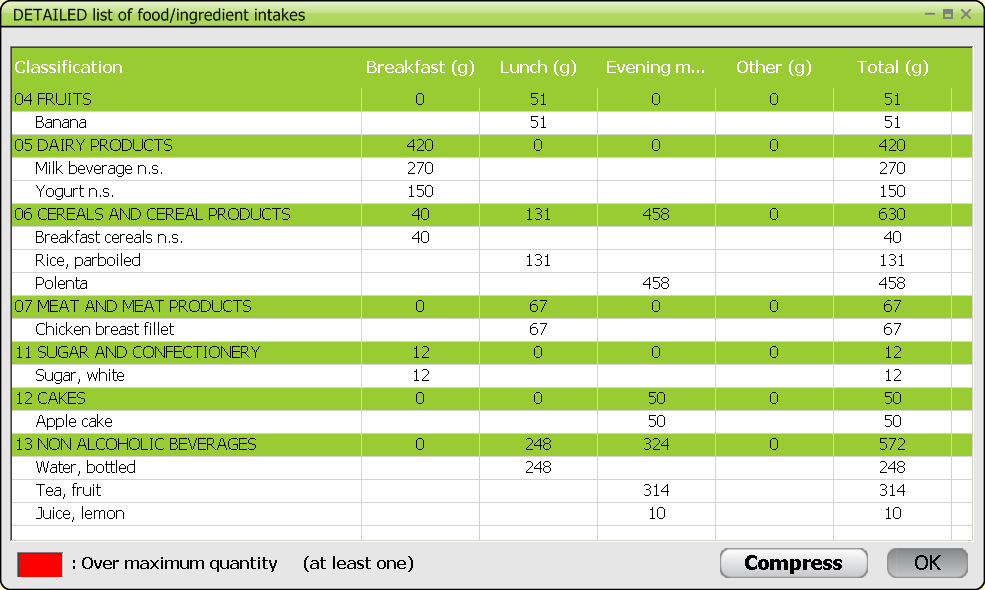 DETAILED list of food/ingredient intakes
Classification Breakfast (g) Lunch (g) Evening m... Other (g) Total (g)
04 FRUITS 0 51 0 0 51
Banana 51 51
05 DAIRY PRODUCTS 420 0 0 0 420
Milk beverage n.s. 270 270
Yogurt n.s. 150 150
06 CEREALS AND CEREAL PRODUCTS 40 131 458 0 630
Breakfast cereals n.s. 40 40
Rice, parboiled 131 131
Polenta 458 458
07 MEAT AND MEAT PRODUCTS 0 67 0 0 67
Chicken breast fillet 67 67
11 SUGAR AND CONFECTIONERY 12 0 0 0 12
Sugar, white 12 12
12 CAKES 0 0 50 0 50
Apple cake 50 50
13 NON ALCOHOLIC BEVERAGES 0 248 324 0 572
Water, bottled 248 248
Tea, fruit 314 314
Juice, lemon 10 10
: Over maximum quantity (at least one) Compress OK